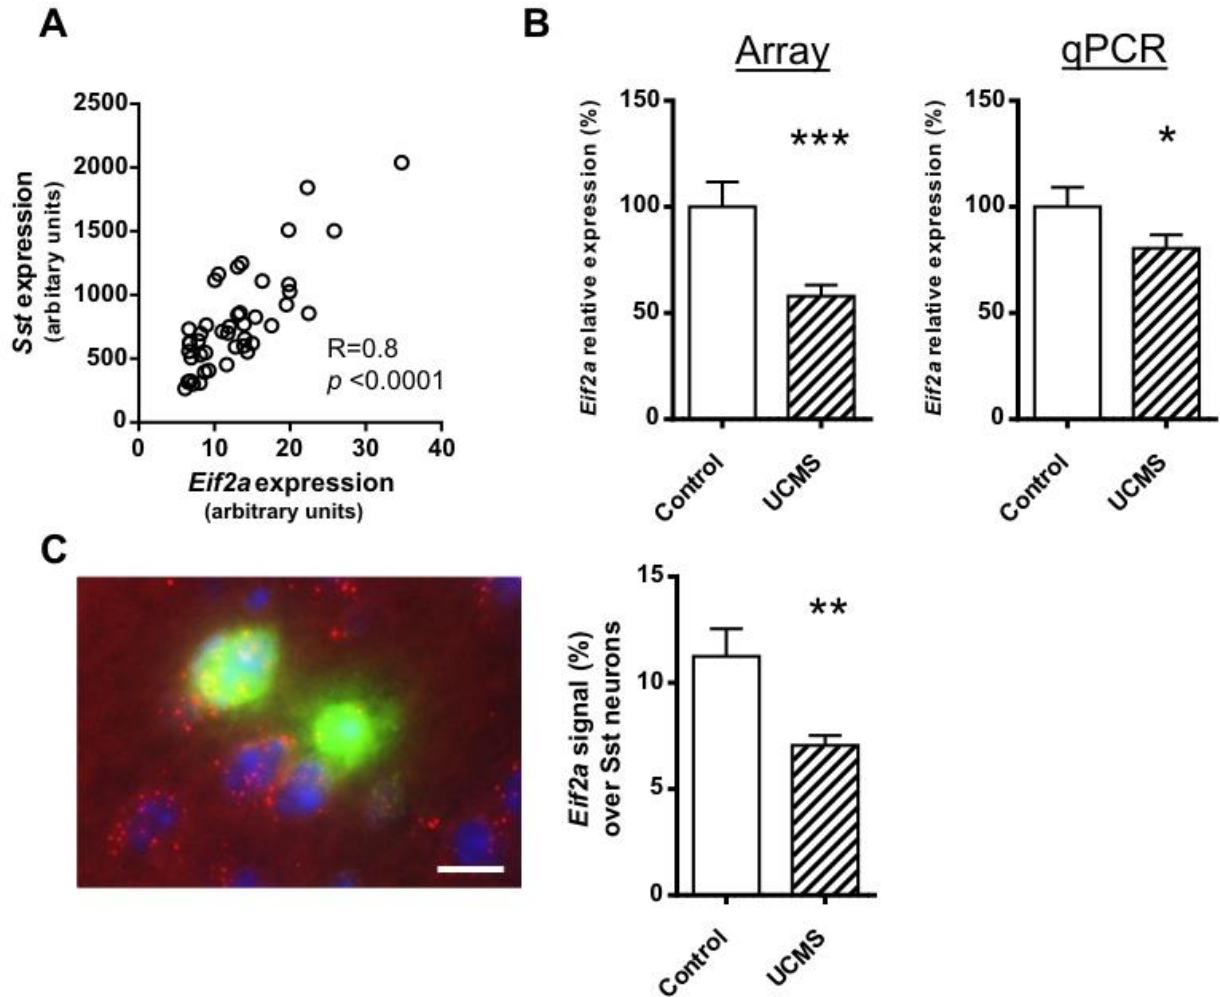 A
2500
2000
1500
1000
500
0
Sst expression
(arbitary units)
R=0.8
p <0.0001
0 10 20 30 40
Eif2a expression
(arbitrary units)
B
Array
150
100
50
0
Eif2a relative expression (%)
***
Control UCMS
qPCR
150
100
50
0
Eif2a relative expression (%)
*
Control UCMS
C
15
10
5
0
Eif2a signal (%)
over Sst neurons
**
Control UCMS